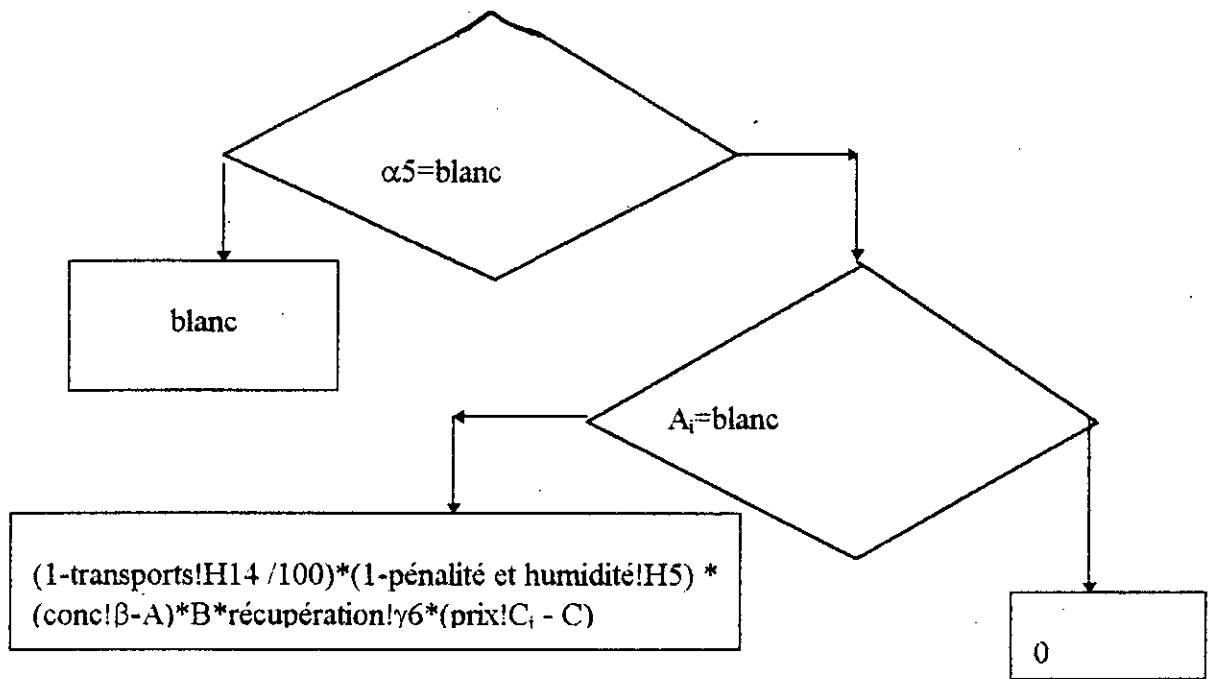 α5=blanc
blanc
Aᵢ=blanc
(1-transports!H14 /100)*(1-pénalité et humidité!H5) *
(conc!β-A)*B*récupération!γ6*(prix!Cᵢ - C)
0